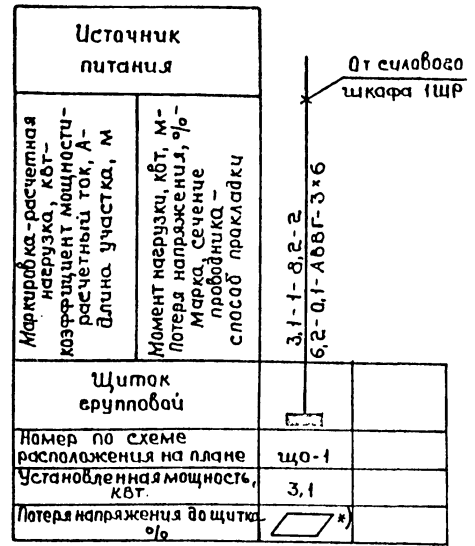 Источник
питания
От силового
шкафа 1ШР
Маркировка-расчетная
нагрузка, квт-
коэффициент мощности-
расчетный ток, А-
длина участка, м
Момент нагрузки, квт, м-
Потеря напряжения, %-
Марка, сечение
проводника-
способ прокладки
3,1-1-8,2-2
6,2-0,1-АВВГ-3×6
Щиток
групповой
Номер по схеме
расположения на плане
що-1
Установленная мощность,
квт.
3,1
Потеря напряжения до щитка
%
*)